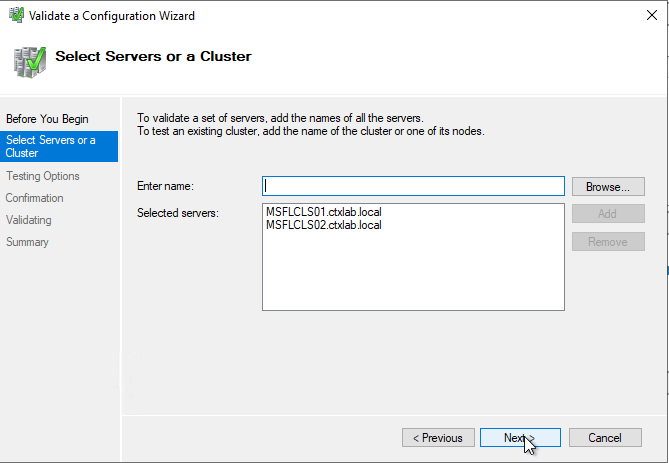 Validate a Configuration Wizard
Select Servers or a Cluster
Before You Begin
Select Servers or a
Cluster
Testing Options
Confirmation
Validating
Summary
To validate a set of servers, add the names of all the servers.
To test an existing cluster, add the name of the cluster or one of its nodes.
Enter name:
Browse...
Selected servers:
MSFLCLS01.ctxlab.local
MSFLCLS02.ctxlab.local
Add
Remove
< Previous
Next >
Cancel